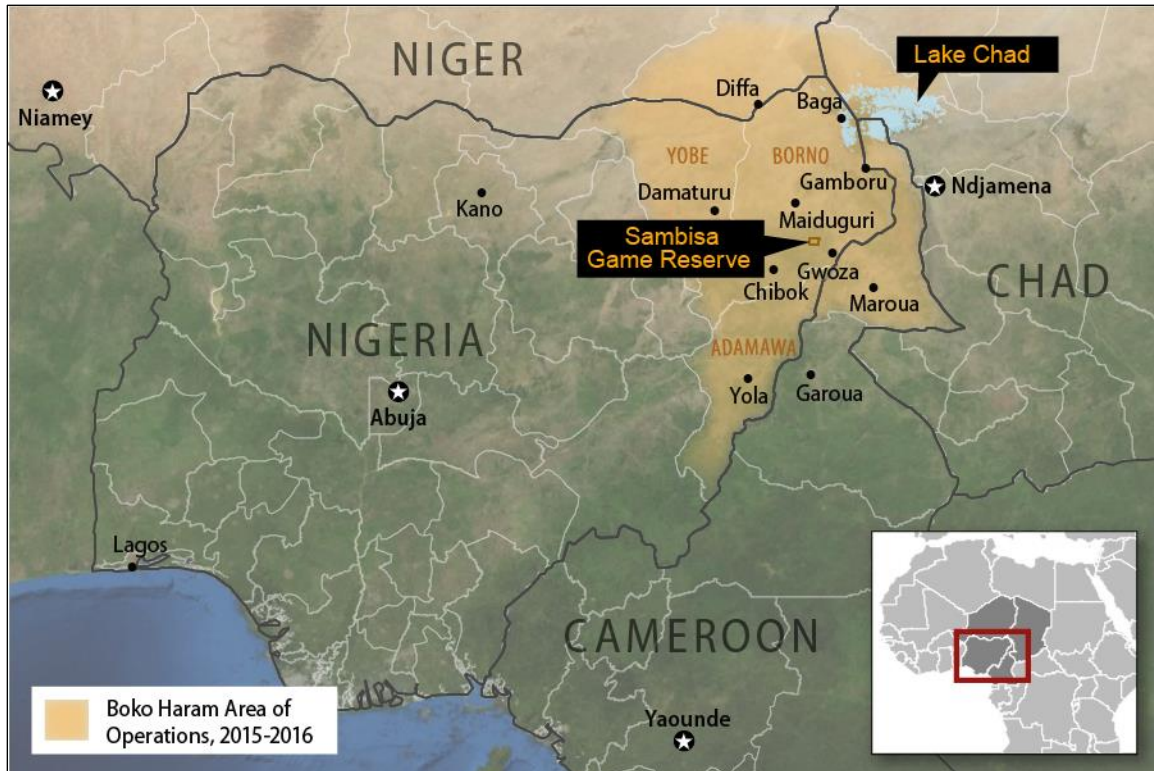 NIGER
Lake Chad
Niamey
Diffa
Baga
YOBE
BORNO
Gamboru
Ndjamena
Kano
Damaturu
Maiduguri
Sambisa
Game Reserve
Gwoza
Chibok
Maroua
CHAD
NIGERIA
ADAMAWA
Abuja
Yola
Garoua
Lagos
CAMEROON
Yaounde
Boko Haram Area of
Operations, 2015-2016